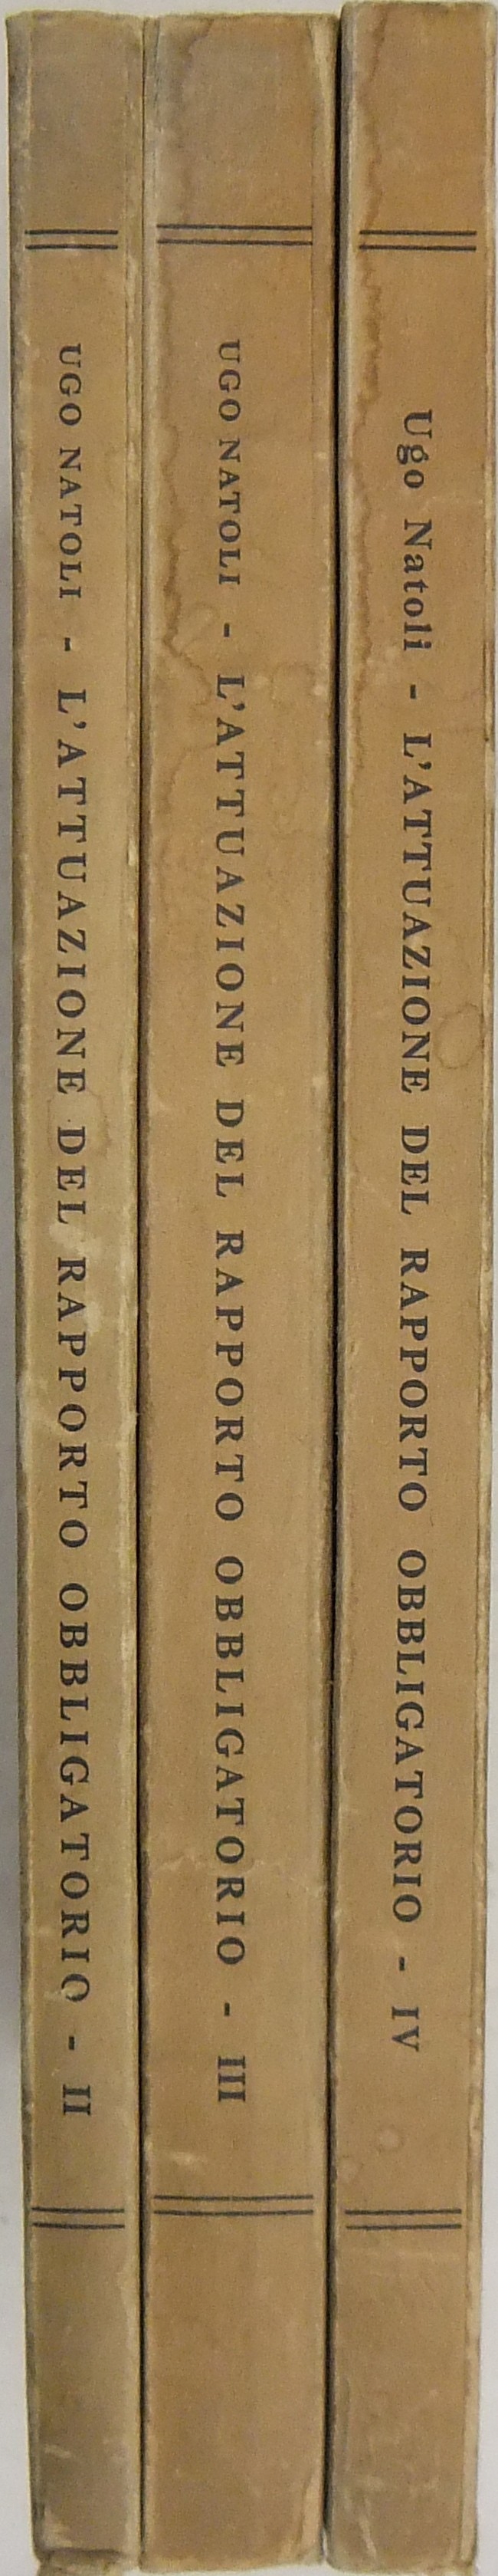 UGO NATOLI - L'ATTUAZIONE DEL RAPPORTO OBBLIGATORIO - II
UGO NATOLI - L'ATTUAZIONE DEL RAPPORTO OBBLIGATORIO - III
Ugo Natoli - L'ATTUAZIONE DEL RAPPORTO OBBLIGATORIO - IV